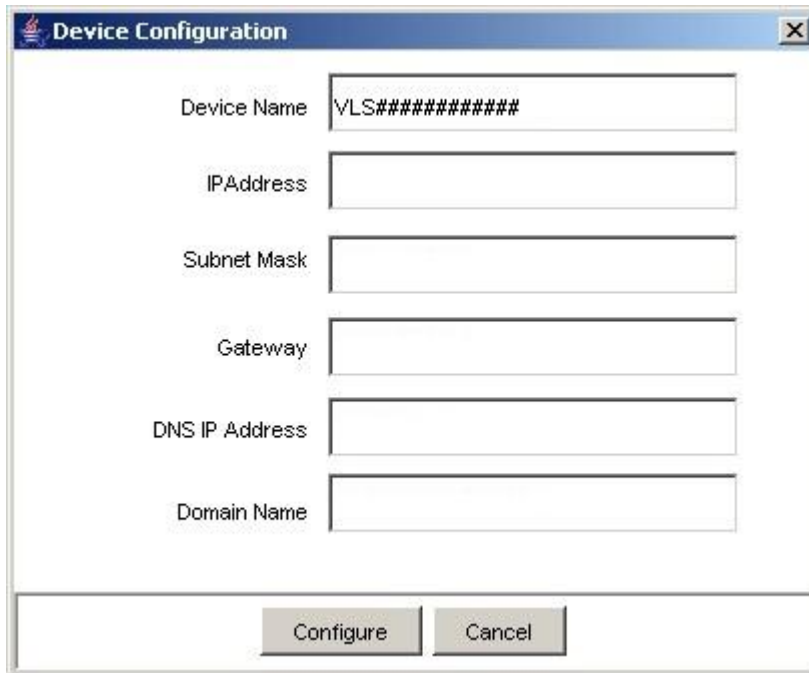 Device Configuration
Device Name VLS############
IPAddress
Subnet Mask
Gateway
DNS IP Address
Domain Name
Configure Cancel